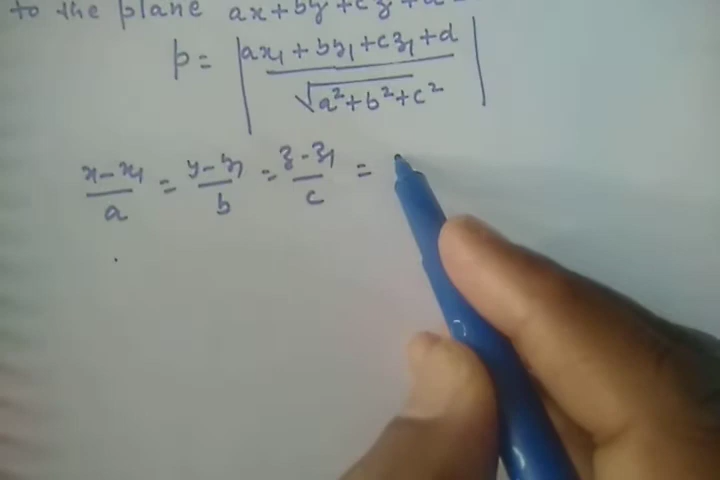 to the plane ax+by+cz+d=
p = |ax₁+by₁+cz₁+d / √a²+b²+c²|
x-x₁/a = y-y₁/b = z-z₁/c =